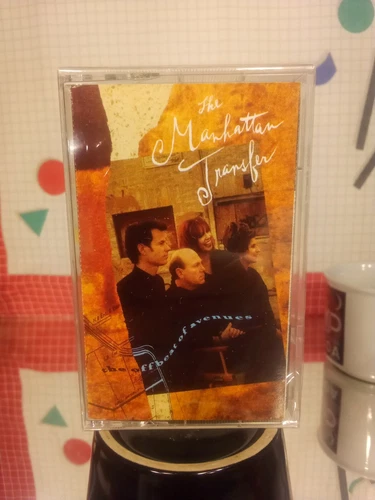 The
Manhattan
Transfer
the offbeat of avenues